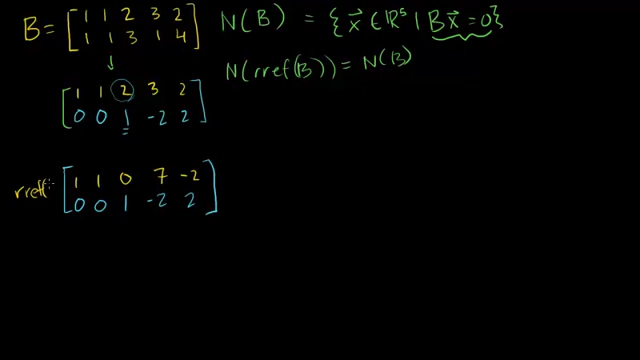 B = [ 1 1 2 3 2
1 1 3 1 4 ]
N(B) = { x⃗ ∈ ℝ⁵ | Bx⃗ = 0 }
↓
[ 1 1 2 3 2
0 0 1 -2 2 ]
N(rref(B)) = N(B)
rref: [ 1 1 0 7 -2
0 0 1 -2 2 ]